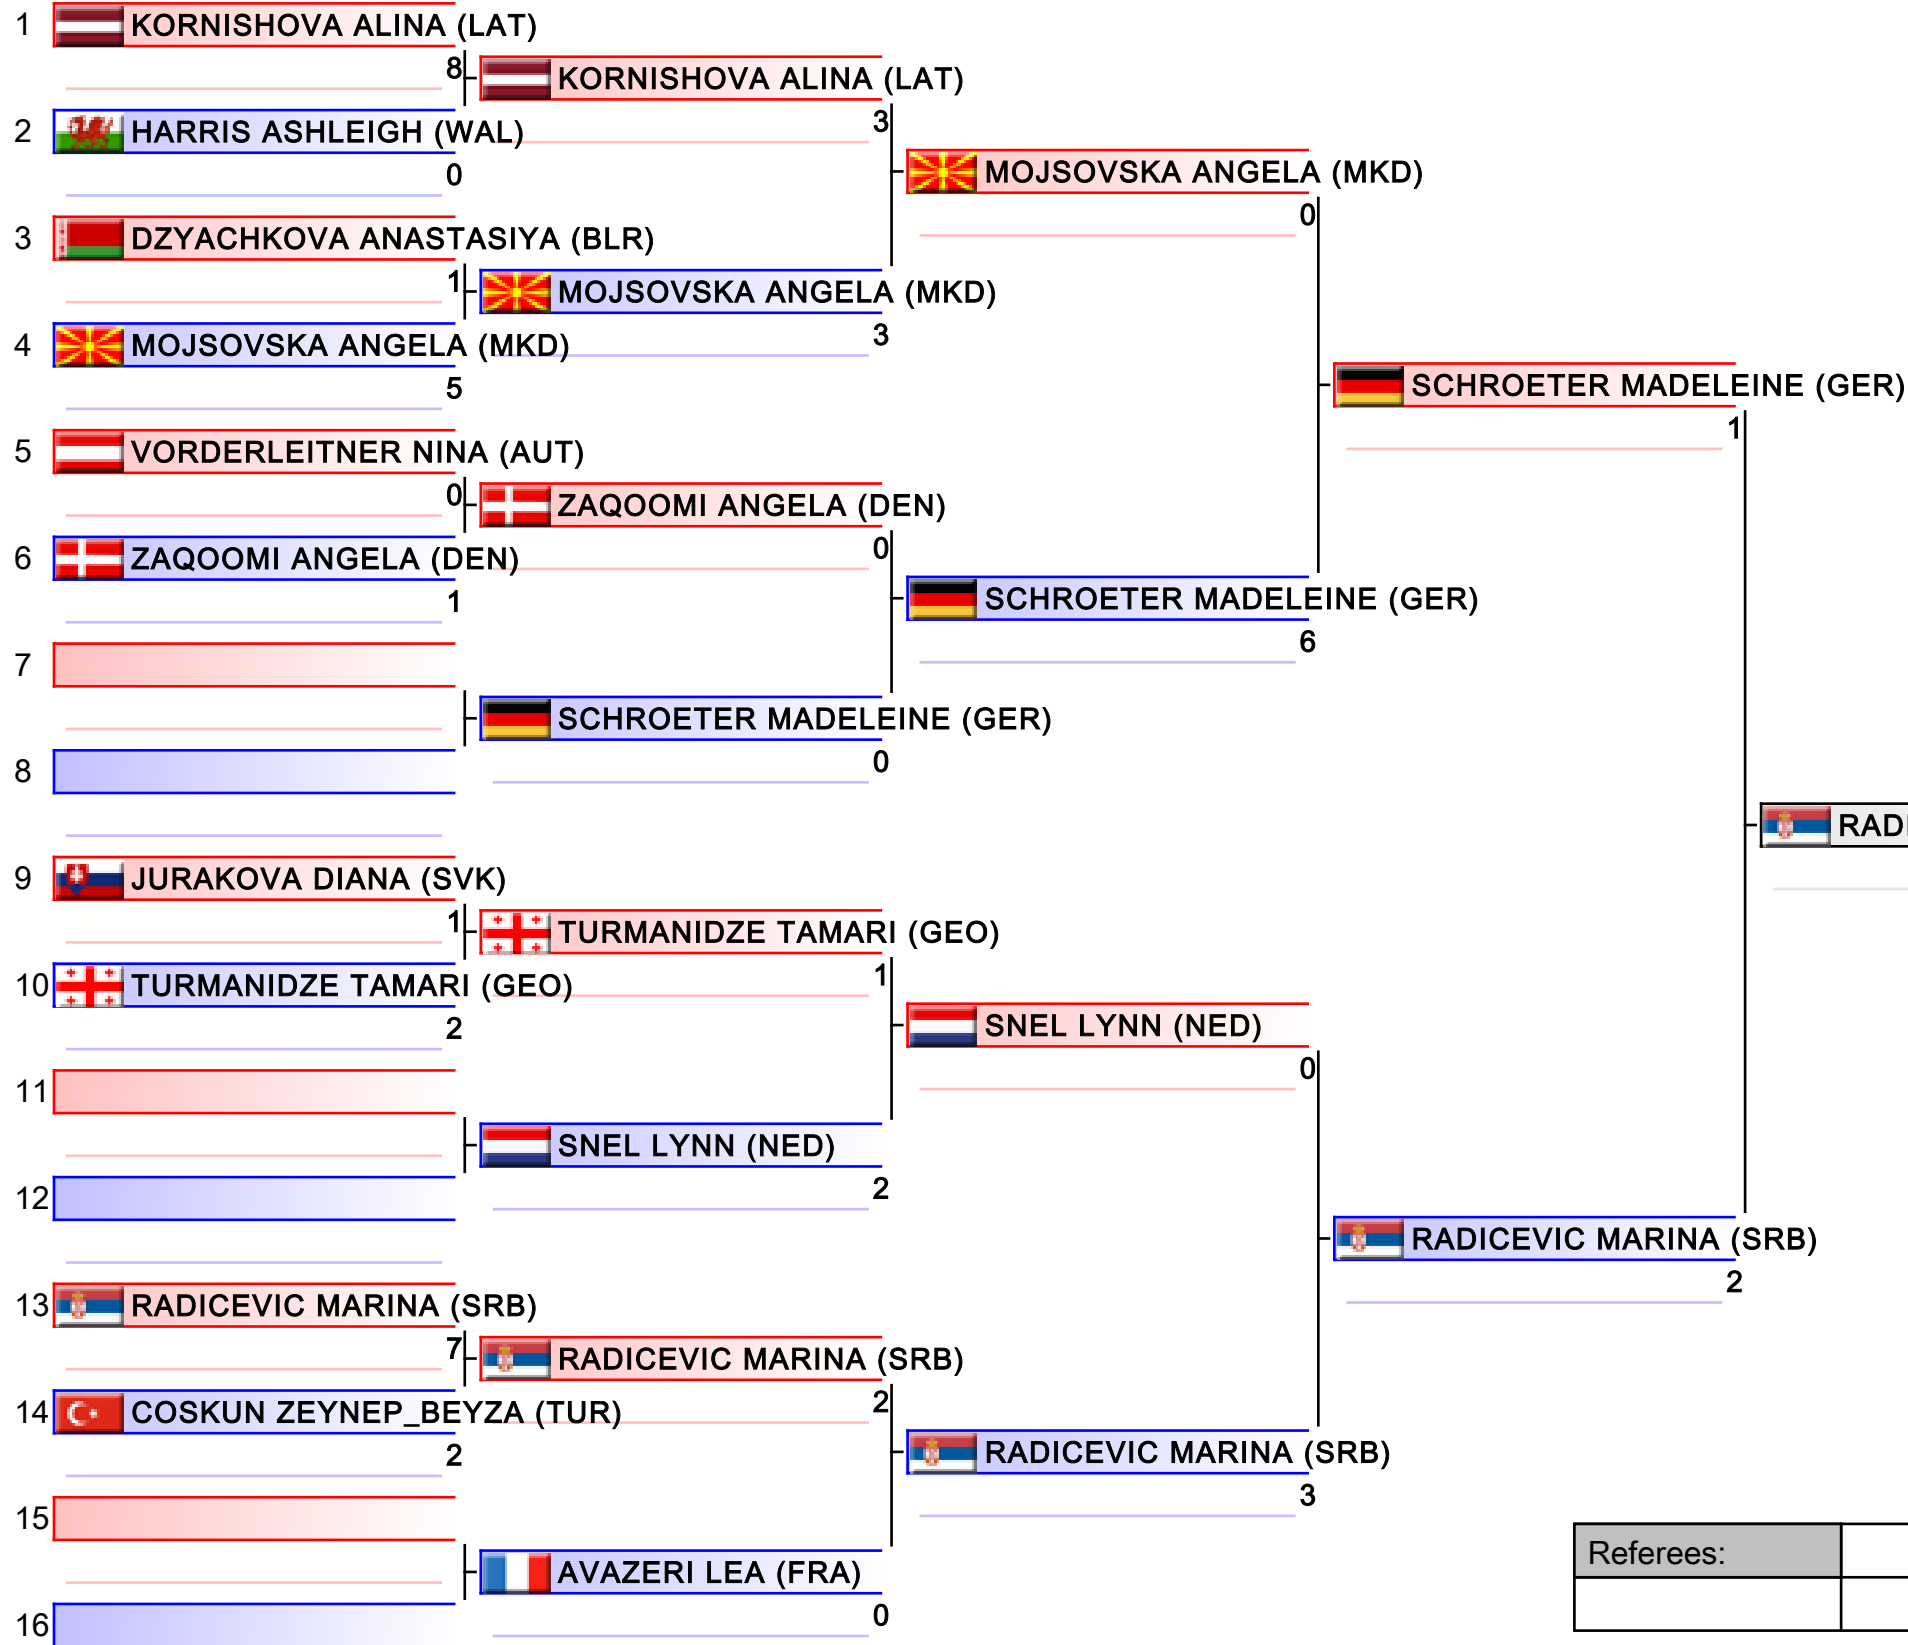 1 KORNISHOVA ALINA (LAT)
8 KORNISHOVA ALINA (LAT)
2 HARRIS ASHLEIGH (WAL)
3
0
MOJSOVSKA ANGELA (MKD)
0
3 DZYACHKOVA ANASTASIYA (BLR)
1 MOJSOVSKA ANGELA (MKD)
3
4 MOJSOVSKA ANGELA (MKD)
5
SCHROETER MADELEINE (GER)
1
5 VORDERLEITNER NINA (AUT)
0 ZAQOOMI ANGELA (DEN)
0
6 ZAQOOMI ANGELA (DEN)
1
SCHROETER MADELEINE (GER)
6
7
SCHROETER MADELEINE (GER)
0
8
RADI
9 JURAKOVA DIANA (SVK)
1 TURMANIDZE TAMARI (GEO)
1
10 TURMANIDZE TAMARI (GEO)
2
SNEL LYNN (NED)
0
11
SNEL LYNN (NED)
2
12
RADICEVIC MARINA (SRB)
2
13 RADICEVIC MARINA (SRB)
7 RADICEVIC MARINA (SRB)
2
14 COSKUN ZEYNEP_BEYZA (TUR)
2
RADICEVIC MARINA (SRB)
3
15
AVAZERI LEA (FRA)
0
16
Referees: